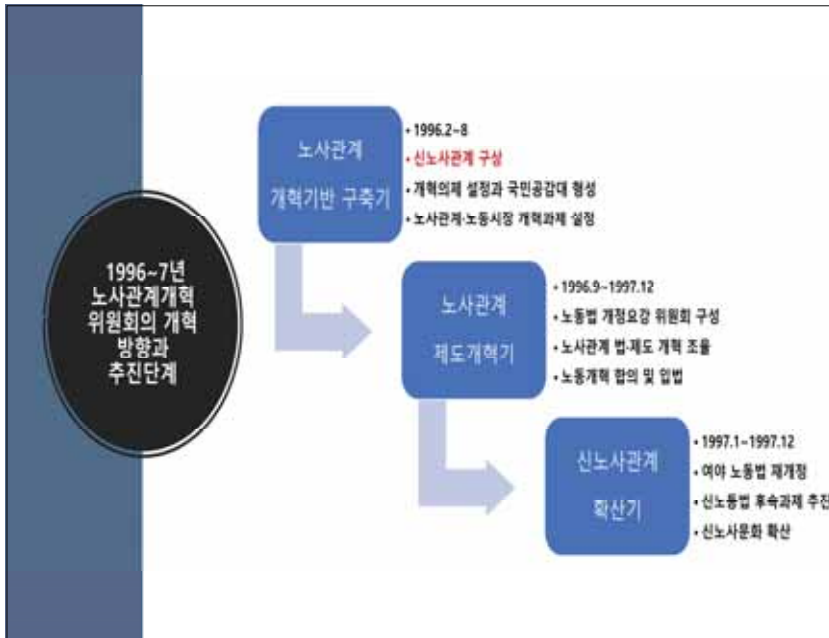 1996~7년
노사관계개혁
위원회의 개혁
방향과
추진단계
노사관계
개혁기반 구축기
• 1996.2~8
• 신노사관계 구상
• 개혁의제 설정과 국민공감대 형성
• 노사관계·노동시장 개혁과제 설정
노사관계
제도개혁기
• 1996.9~1997.12
• 노동법 개정요강 위원회 구성
• 노사관계 법·제도 개혁 조율
• 노동개혁 합의 및 입법
신노사관계
확산기
• 1997.1~1997.12
• 여야 노동법 재개정
• 신노동법 후속과제 추진
• 신노사문화 확산